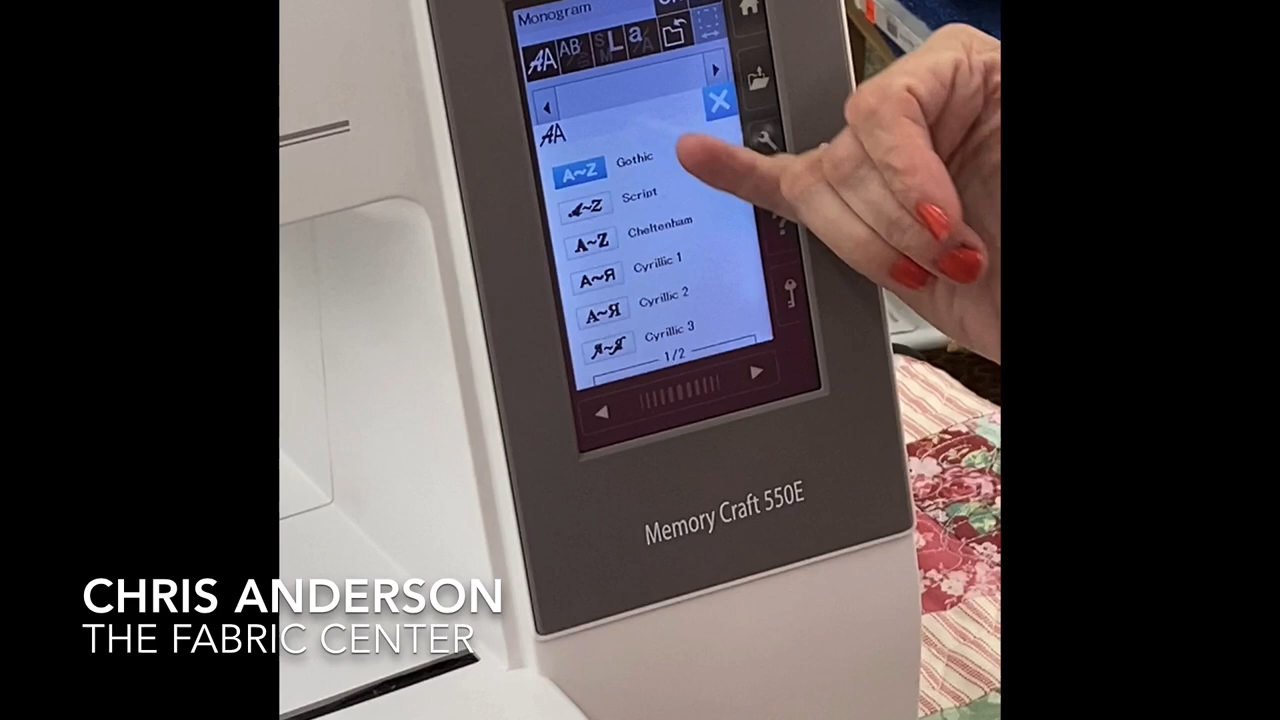 Monogram
AA
Gothic
A~Z
Script
A~Z
Cheltenham
A~Z
Cyrillic 1
A~Я
Cyrillic 2
A~Я
Cyrillic 3
A~Я
1/2
Memory Craft 550E
CHRIS ANDERSON
THE FABRIC CENTER